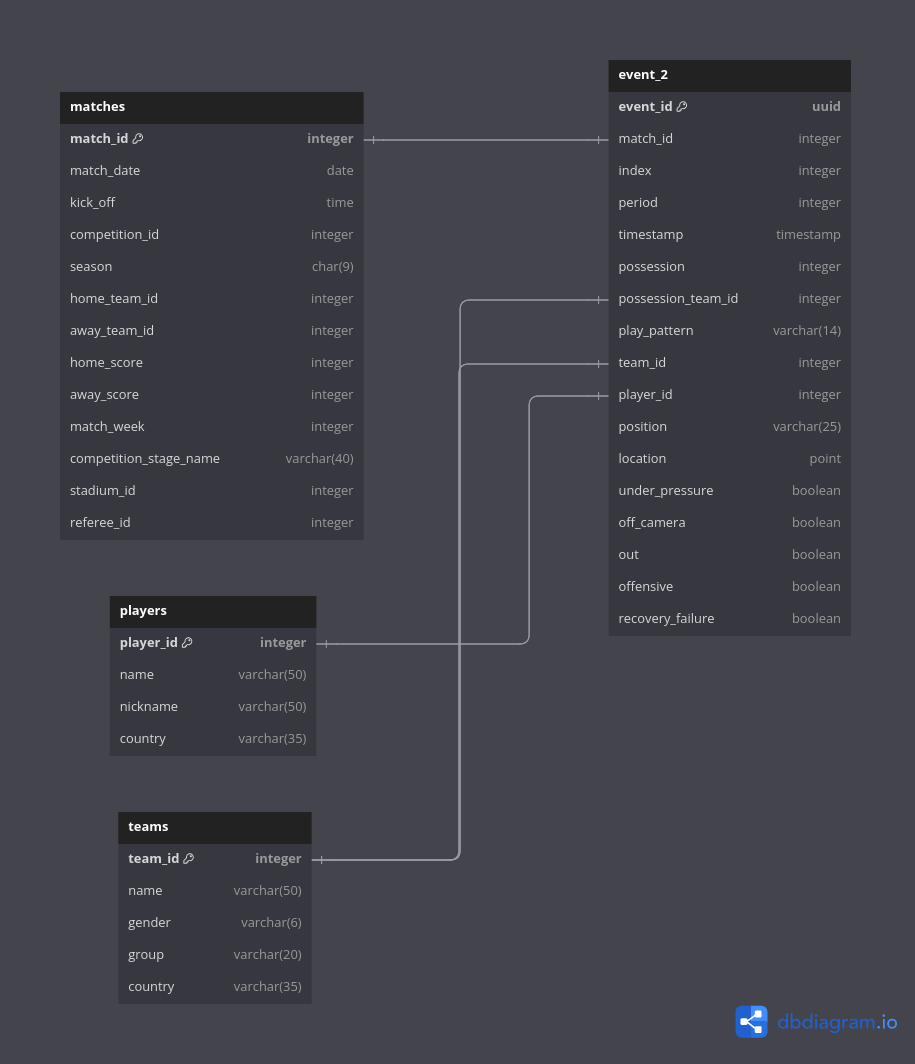 matches
match_id integer
match_date date
kick_off time
competition_id integer
season char(9)
home_team_id integer
away_team_id integer
home_score integer
away_score integer
match_week integer
competition_stage_name varchar(40)
stadium_id integer
referee_id integer
event_2
event_id uuid
match_id integer
index integer
period integer
timestamp timestamp
possession integer
possession_team_id integer
play_pattern varchar(14)
team_id integer
player_id integer
position varchar(25)
location point
under_pressure boolean
off_camera boolean
out boolean
offensive boolean
recovery_failure boolean
players
player_id integer
name varchar(50)
nickname varchar(50)
country varchar(35)
teams
team_id integer
name varchar(50)
gender varchar(6)
group varchar(20)
country varchar(35)
dbdiagram.io